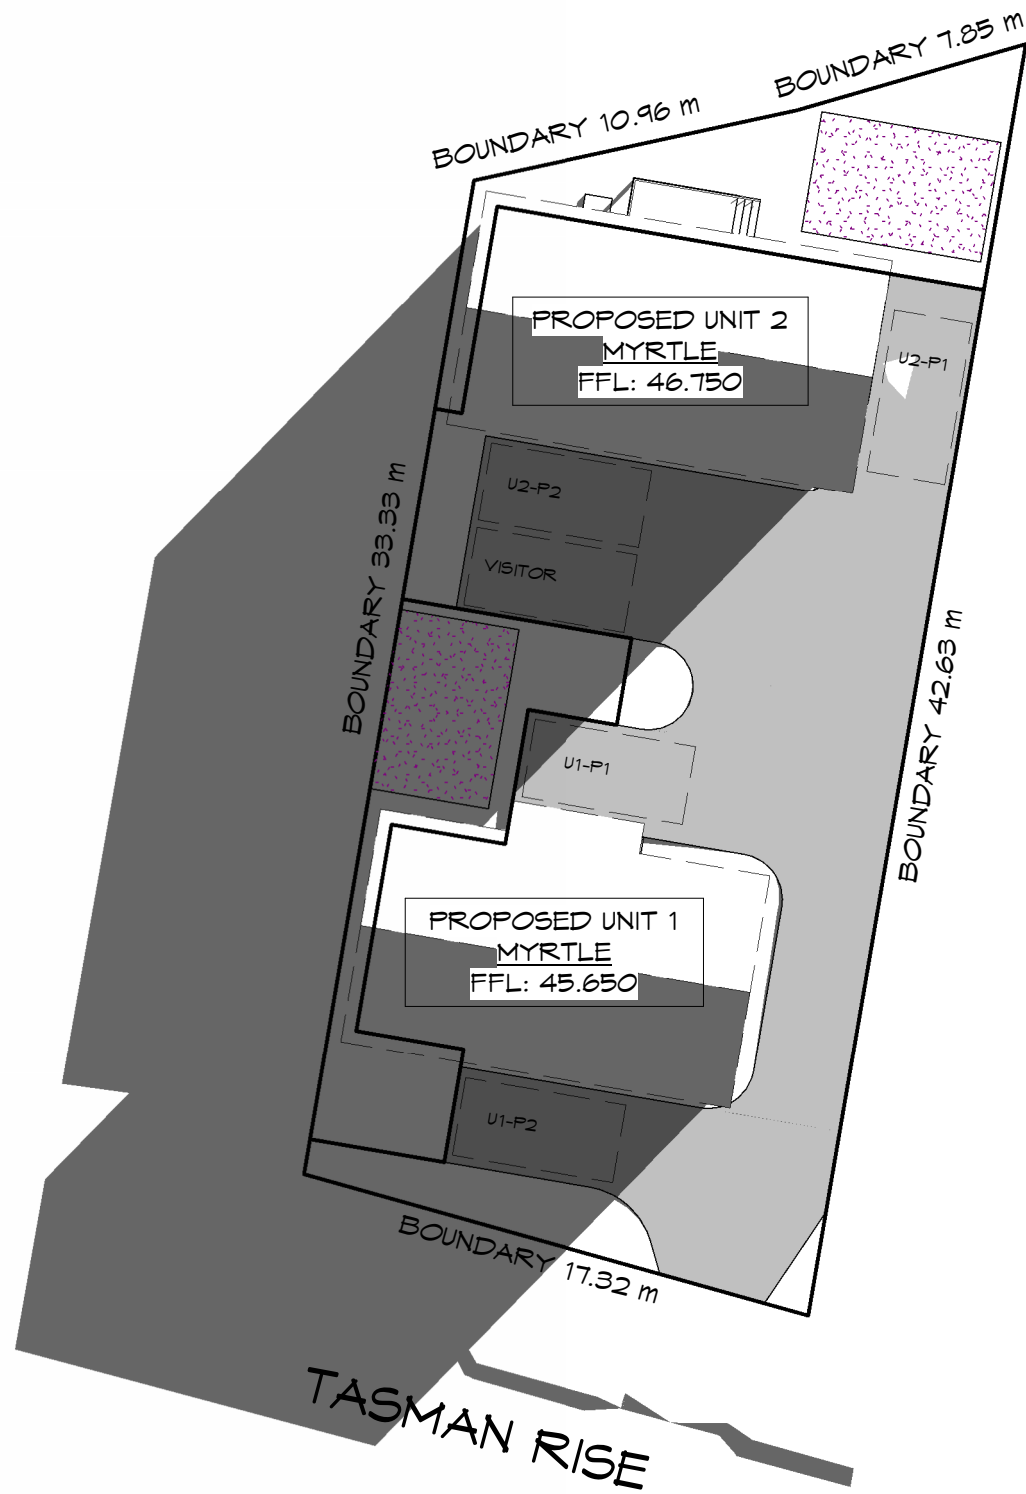 BOUNDARY 7.85 m
BOUNDARY 10.96 m
PROPOSED UNIT 2
MYRTLE
FFL: 46.750
U2-P1
U2-P2
VISITOR
BOUNDARY 33.33 m
BOUNDARY 42.63 m
U1-P1
PROPOSED UNIT 1
MYRTLE
FFL: 45.650
U1-P2
BOUNDARY 17.32 m
TASMAN RISE